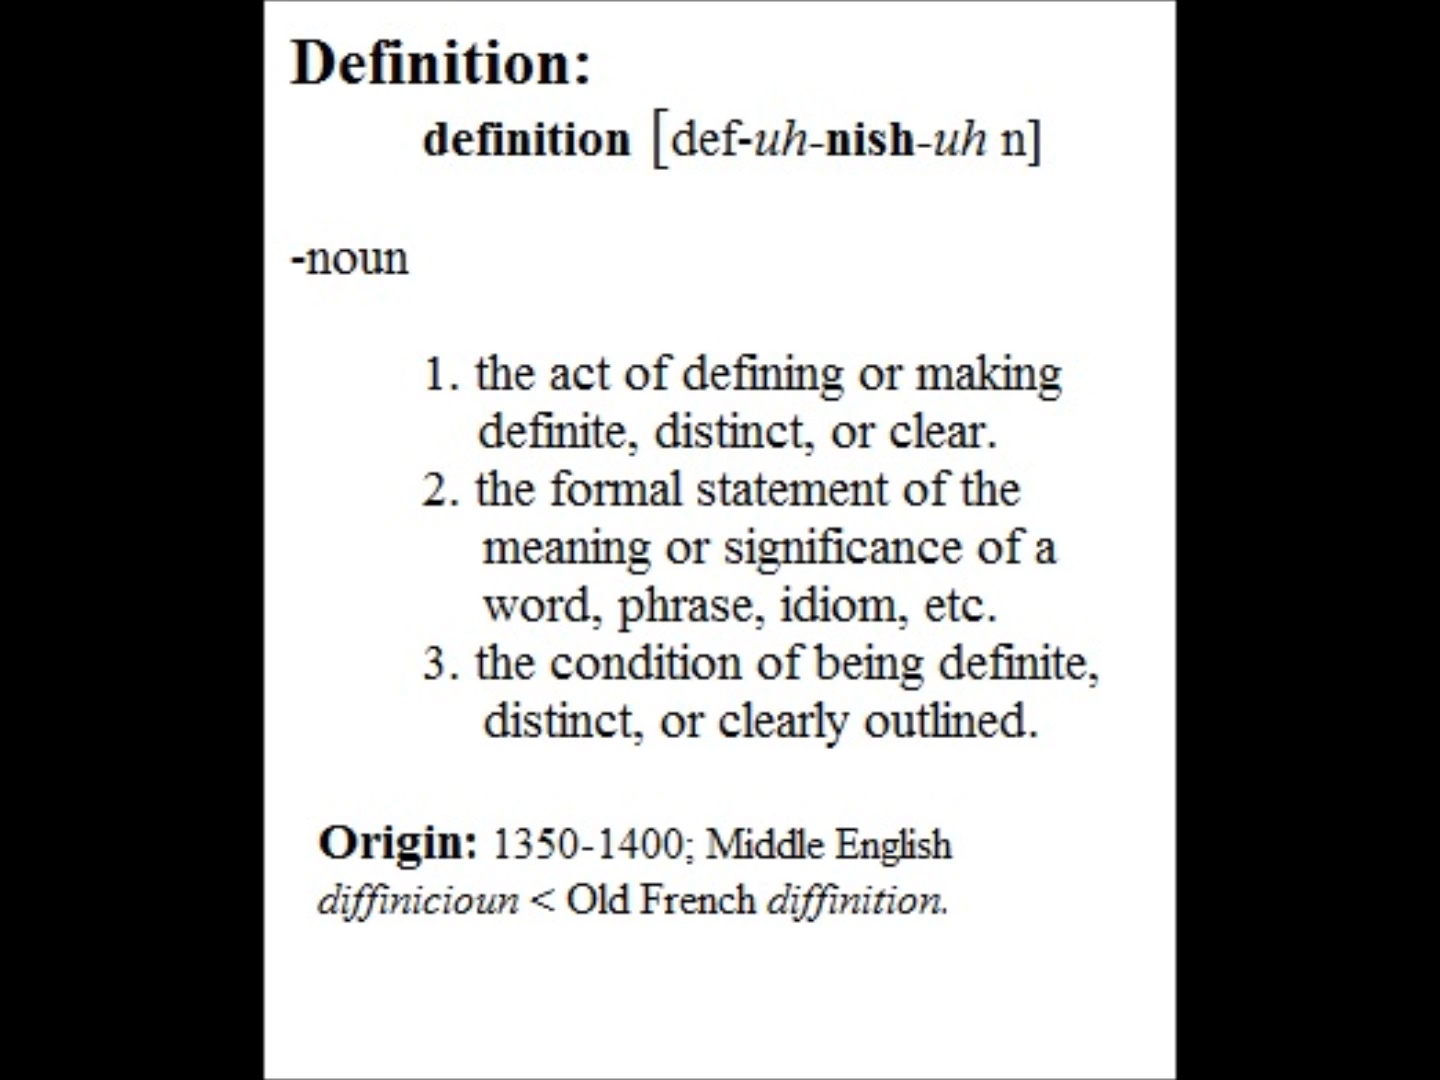 Definition:
definition [def-uh-nish-uh n]
-noun
1. the act of defining or making
definite, distinct, or clear.
2. the formal statement of the
meaning or significance of a
word, phrase, idiom, etc.
3. the condition of being definite,
distinct, or clearly outlined.
Origin: 1350-1400; Middle English
diffinicioun < Old French diffinition.